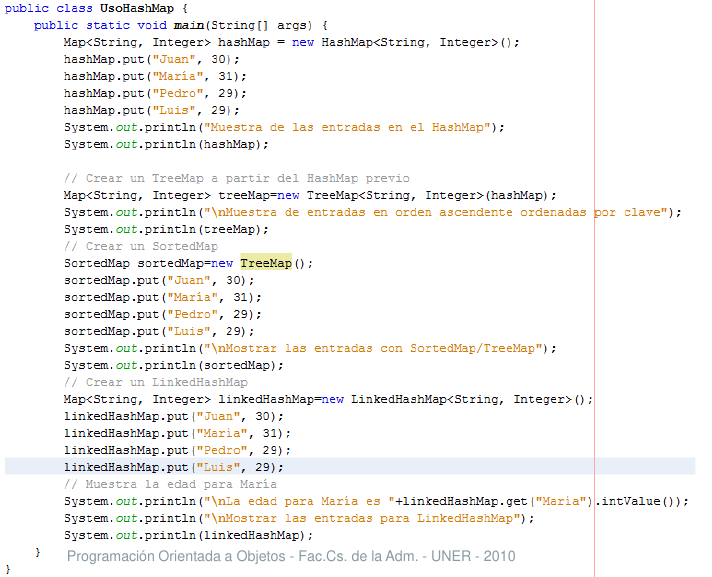 public class UsoHashMap {
public static void main(String[] args) {
Map<String, Integer> hashMap = new HashMap<String, Integer>();
hashMap.put("Juan", 30);
hashMap.put("María", 31);
hashMap.put("Pedro", 29);
hashMap.put("Luis", 29);
System.out.println("Muestra de las entradas en el HashMap");
System.out.println(hashMap);
// Crear un TreeMap a partir del HashMap previo
Map<String, Integer> treeMap=new TreeMap<String, Integer>(hashMap);
System.out.println("\nMuestra de entradas en orden ascendente ordenadas por clave");
System.out.println(treeMap);
// Crear un SortedMap
SortedMap sortedMap=new TreeMap();
sortedMap.put("Juan", 30);
sortedMap.put("María", 31);
sortedMap.put("Pedro", 29);
sortedMap.put("Luis", 29);
System.out.println("\nMostrar las entradas con SortedMap/TreeMap");
System.out.println(sortedMap);
// Crear un LinkedHashMap
Map<String, Integer> linkedHashMap=new LinkedHashMap<String, Integer>();
linkedHashMap.put("Juan", 30);
linkedHashMap.put("María", 31);
linkedHashMap.put("Pedro", 29);
linkedHashMap.put("Luis", 29);
// Muestra la edad para María
System.out.println("\nLa edad para María es "+linkedHashMap.get("María").intValue());
System.out.println("\nMostrar las entradas para LinkedHashMap");
System.out.println(linkedHashMap);
}
Programación Orientada a Objetos - Fac.Cs. de la Adm. - UNER - 2010
}